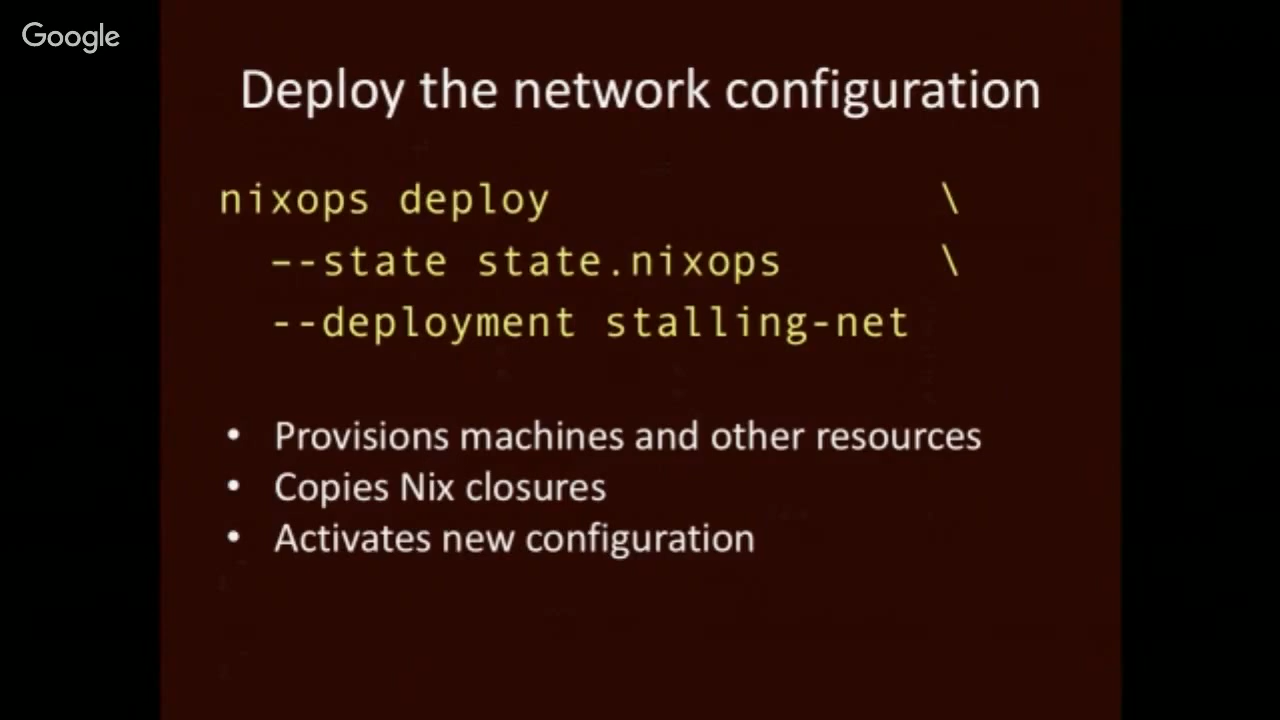 Google
Deploy the network configuration
nixops deploy \
–-state state.nixops \
--deployment stalling-net
• Provisions machines and other resources
• Copies Nix closures
• Activates new configuration